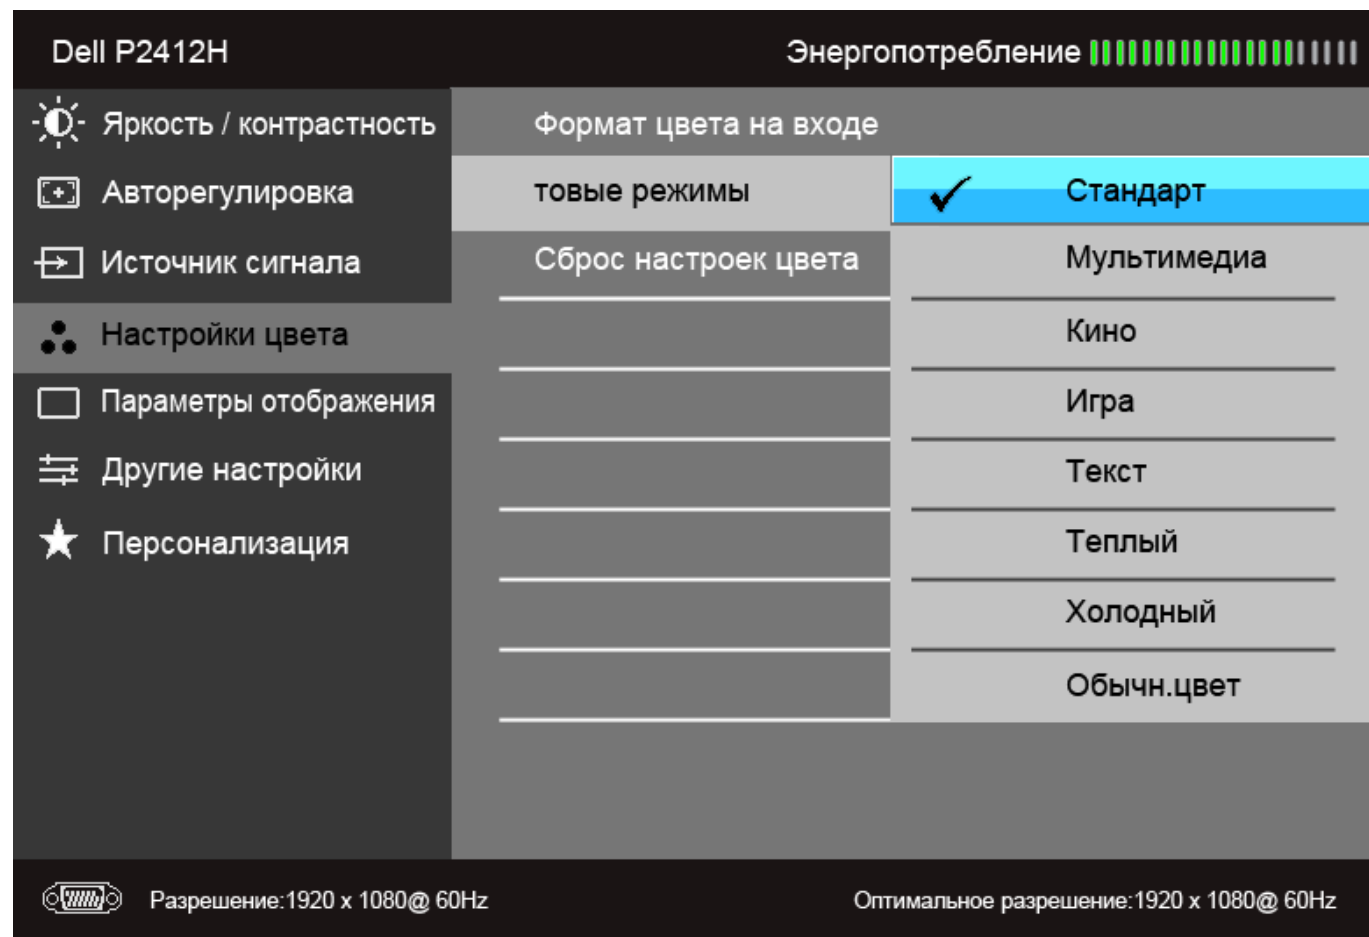 Dell P2412H
Энергопотребление
Яркость / контрастность
Авторегулировка
Источник сигнала
Настройки цвета
Параметры отображения
Другие настройки
Персонализация
Формат цвета на входе
товые режимы
Сброс настроек цвета
Стандарт
Мультимедиа
Кино
Игра
Текст
Теплый
Холодный
Обычн.цвет
Разрешение:1920 x 1080@ 60Hz
Оптимальное разрешение:1920 x 1080@ 60Hz